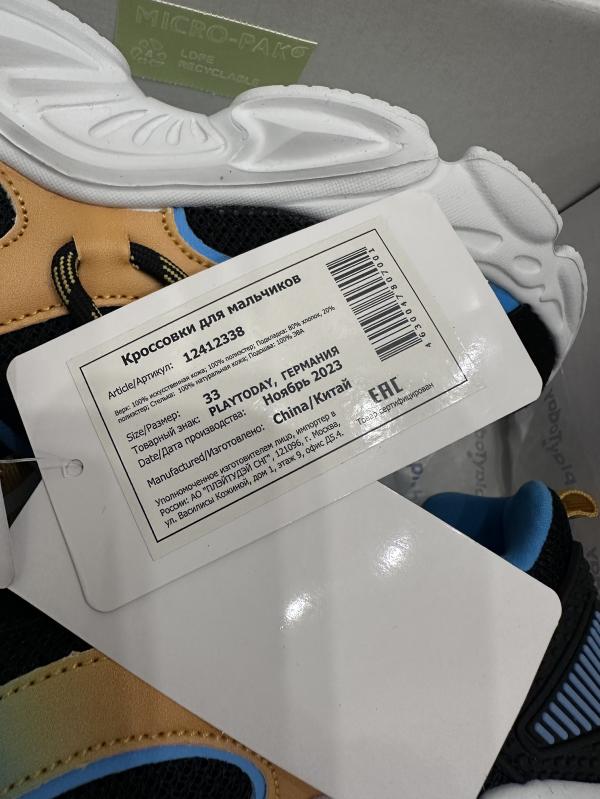 MICRO-PAK
LDPE
RECYCLABLE
Кроссовки для мальчиков
Article/Артикул: 12412338
Верх: 100% искусственная кожа; 100% полиэстер; Подкладка: 80% хлопок, 20%
полиэстер; Стелька: 100% натуральная кожа; Подошва: 100% ЭВА
Size/Размер: 33
Товарный знак: PLAYTODAY, ГЕРМАНИЯ
Date/Дата производства: Ноябрь 2023
Manufactured/Изготовлено: China/Китай
Уполномоченное изготовителем лицо, импортер в
России: АО "ПЛЭЙТУДЭЙ СНГ", 121096, г. Москва,
ул. Василисы Кожиной, дом 1, этаж 9, офис Д5.4.
4630047807001
EAC
Товар сертифицирован
playtoday